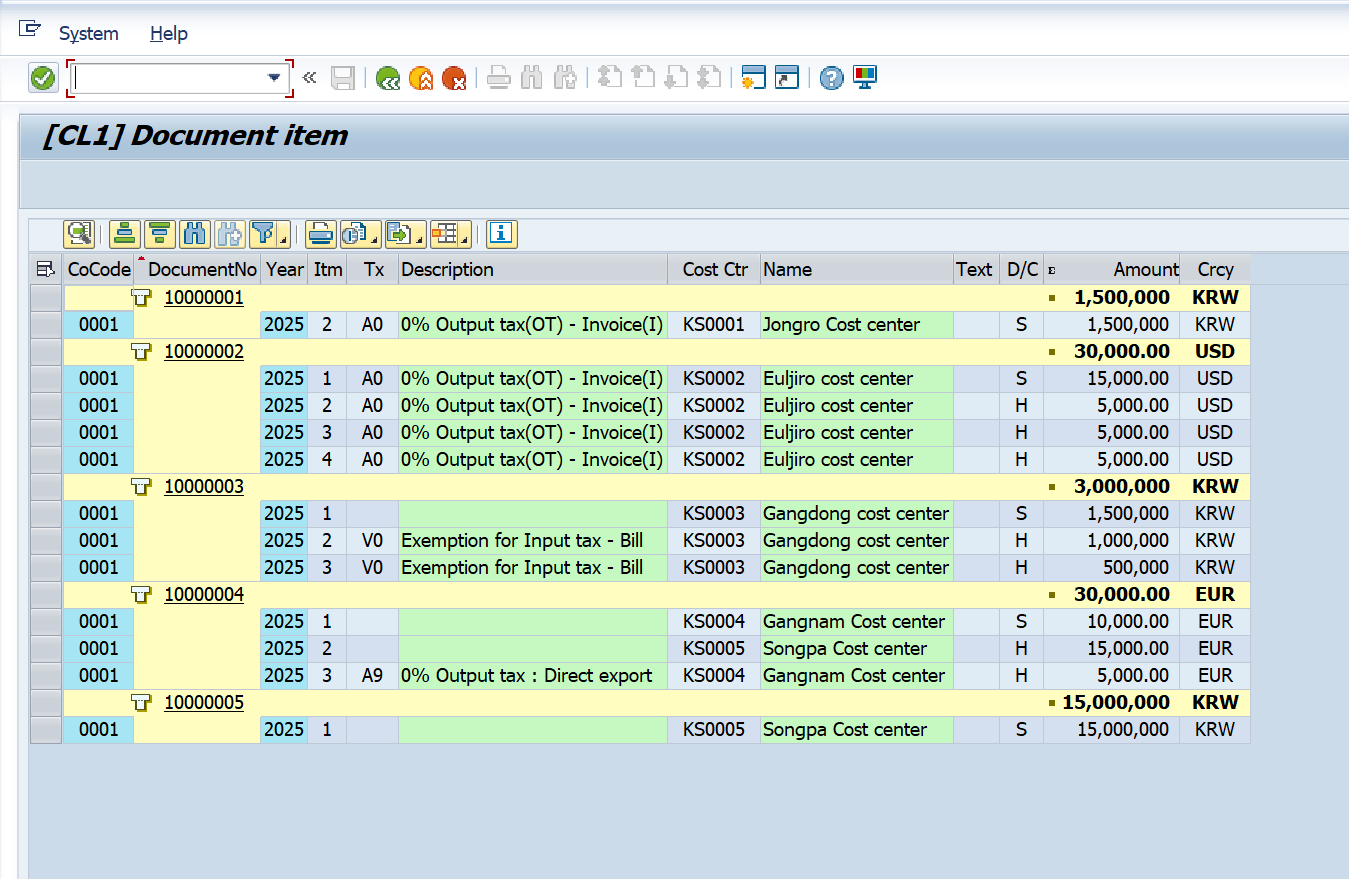 System Help
[CL1] Document item
CoCode DocumentNo Year Itm Tx Description Cost Ctr Name Text D/C Σ Amount Crcy
10000001 1,500,000 KRW
0001 2025 2 A0 0% Output tax(OT) - Invoice(I) KS0001 Jongro Cost center S 1,500,000 KRW
10000002 30,000.00 USD
0001 2025 1 A0 0% Output tax(OT) - Invoice(I) KS0002 Euljiro cost center S 15,000.00 USD
0001 2025 2 A0 0% Output tax(OT) - Invoice(I) KS0002 Euljiro cost center H 5,000.00 USD
0001 2025 3 A0 0% Output tax(OT) - Invoice(I) KS0002 Euljiro cost center H 5,000.00 USD
0001 2025 4 A0 0% Output tax(OT) - Invoice(I) KS0002 Euljiro cost center H 5,000.00 USD
10000003 3,000,000 KRW
0001 2025 1 KS0003 Gangdong cost center S 1,500,000 KRW
0001 2025 2 V0 Exemption for Input tax - Bill KS0003 Gangdong cost center H 1,000,000 KRW
0001 2025 3 V0 Exemption for Input tax - Bill KS0003 Gangdong cost center H 500,000 KRW
10000004 30,000.00 EUR
0001 2025 1 KS0004 Gangnam Cost center S 10,000.00 EUR
0001 2025 2 KS0005 Songpa Cost center H 15,000.00 EUR
0001 2025 3 A9 0% Output tax : Direct export KS0004 Gangnam Cost center H 5,000.00 EUR
10000005 15,000,000 KRW
0001 2025 1 KS0005 Songpa Cost center S 15,000,000 KRW